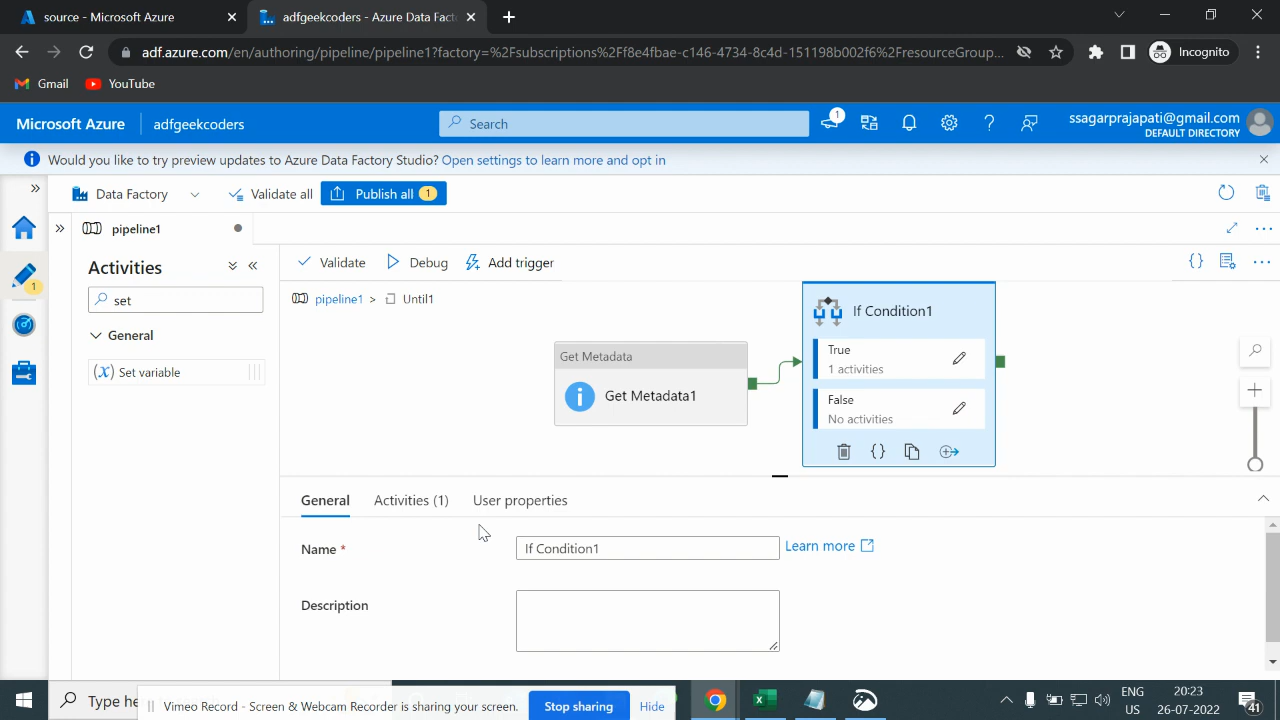 source - Microsoft Azure
adfgeekcoders - Azure Data Fact
adf.azure.com/en/authoring/pipeline/pipeline1?factory=%2Fsubscriptions%2Ff8e4fbae-c146-4734-8c4d-151198b002f6%2FresourceGroup...
Incognito
Gmail
YouTube
Microsoft Azure
adfgeekcoders
Search
1
ssagarprajapati@gmail.com
DEFAULT DIRECTORY
Would you like to try preview updates to Azure Data Factory Studio? Open settings to learn more and opt in
Data Factory
Validate all
Publish all 1
pipeline1
Activities
Validate
Debug
Add trigger
1
set
pipeline1 > Until1
If Condition1
General
True
1 activities
Get Metadata
Get Metadata1
(x) Set variable
False
No activities
General
Activities (1)
User properties
Name *
If Condition1
Learn more
Description
Type he
Vimeo Record - Screen & Webcam Recorder is sharing your screen.
Stop sharing
Hide
ENG
US
20:23
26-07-2022
41